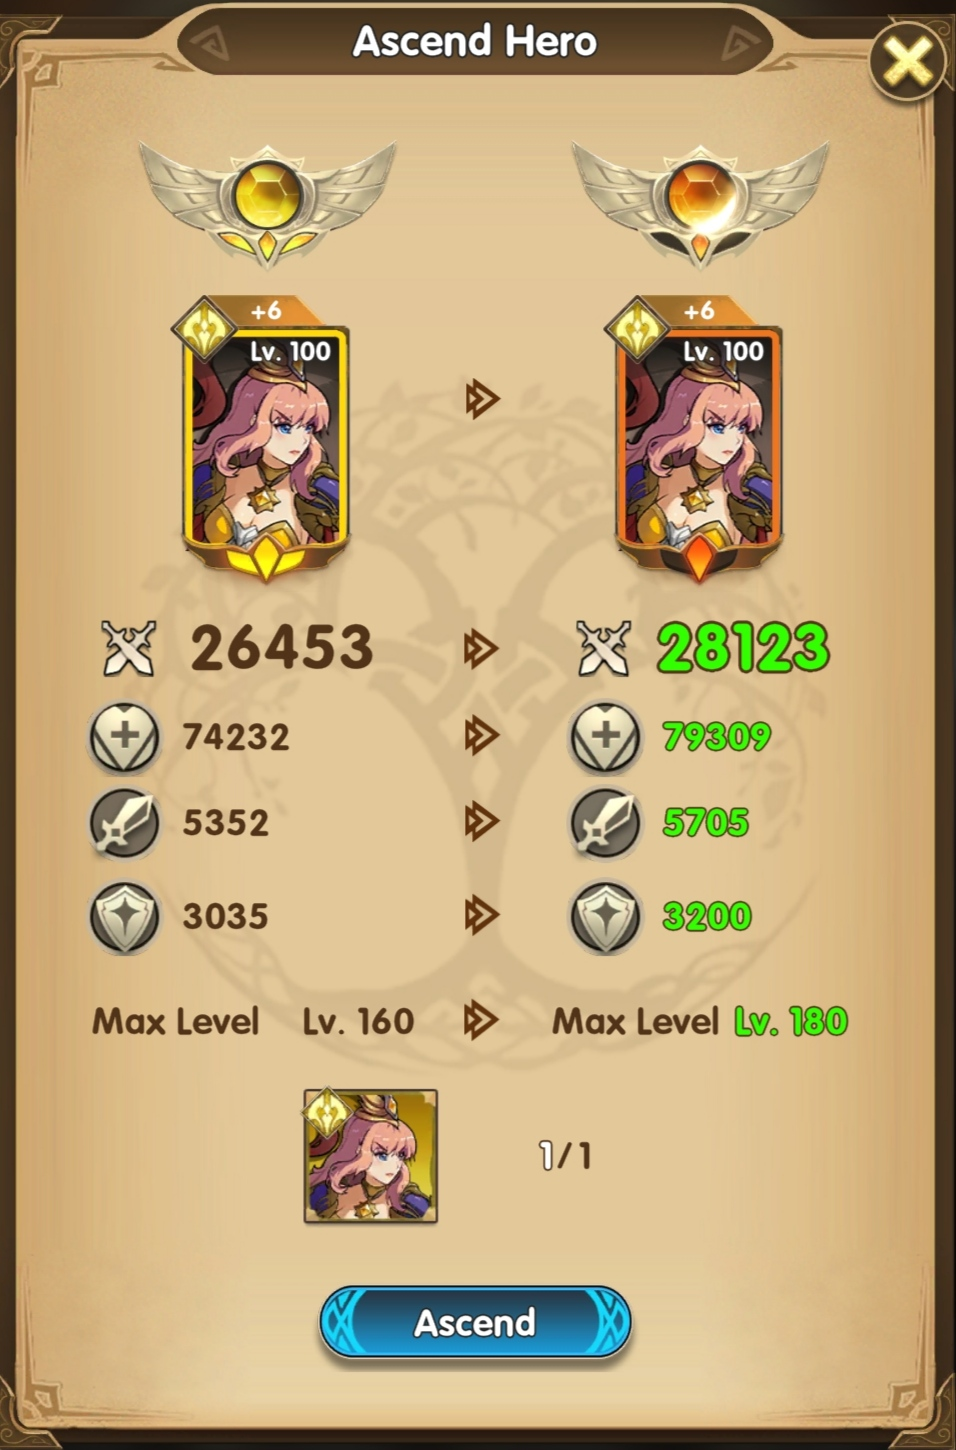 Ascend Hero
+6
Lv. 100
+6
Lv. 100
26453
28123
74232
79309
5352
5705
3035
3200
Max Level Lv. 160
Max Level Lv. 180
1/1
Ascend